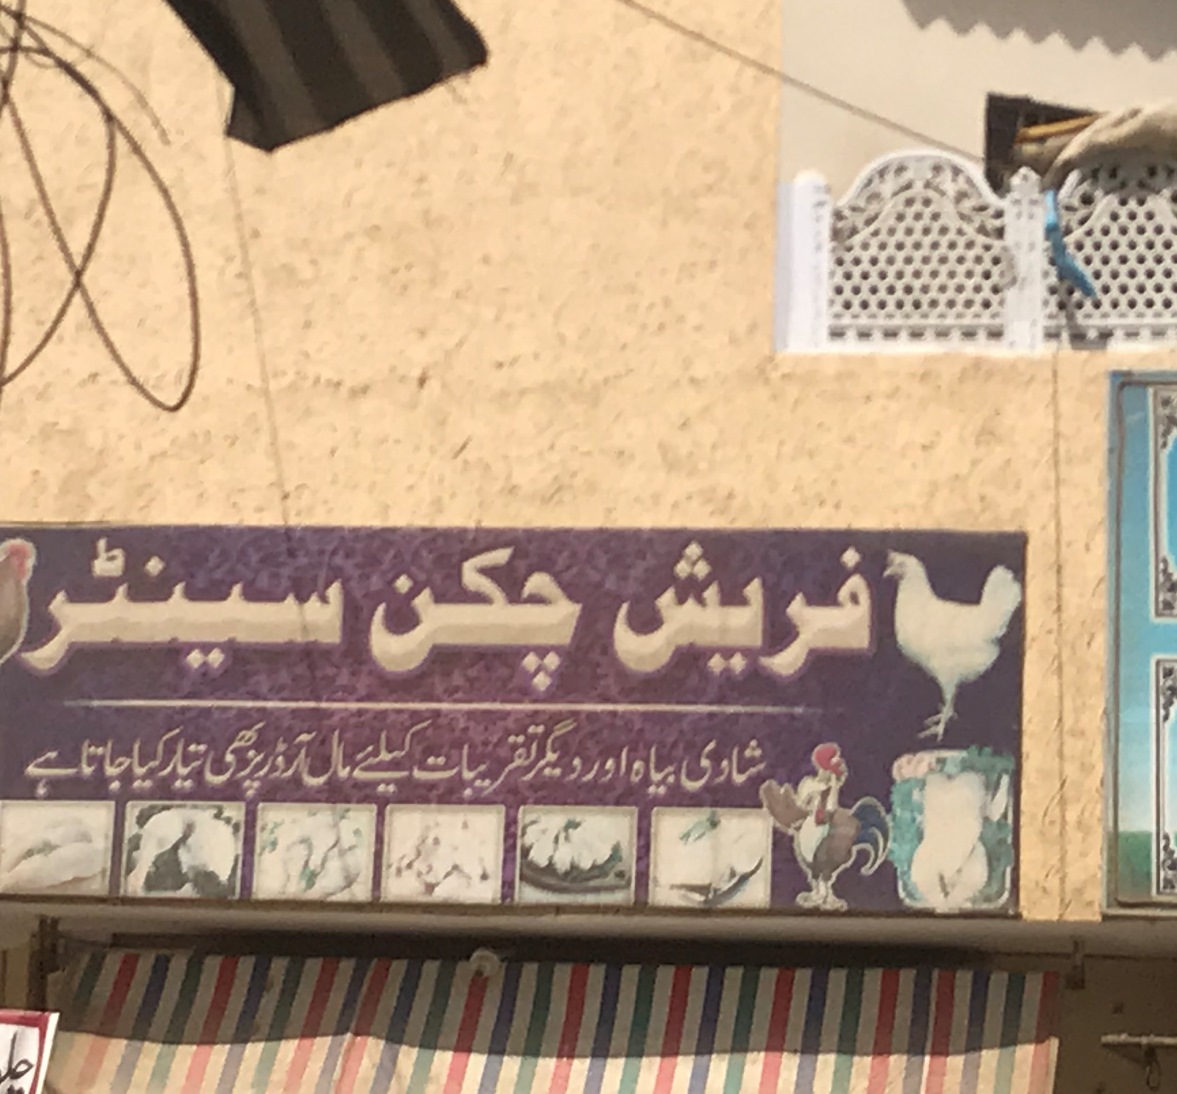 فریش چکن سینٹر
شادی بیاہ اور دیگر تقریبات کیلئے مال آرڈر پر بھی تیار کیا جاتا ہے